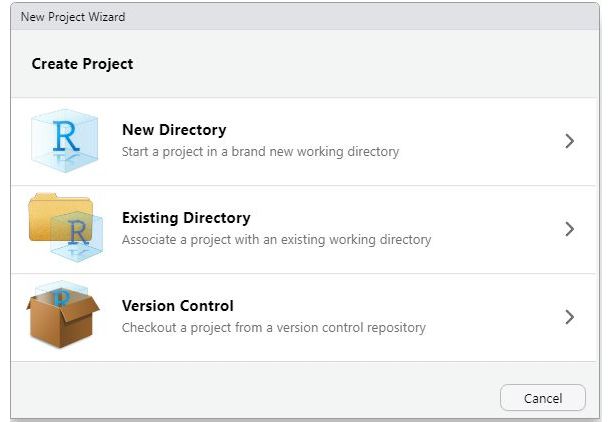 New Project Wizard
Create Project
R
New Directory
Start a project in a brand new working directory
R
Existing Directory
Associate a project with an existing working directory
R
Version Control
Checkout a project from a version control repository
Cancel